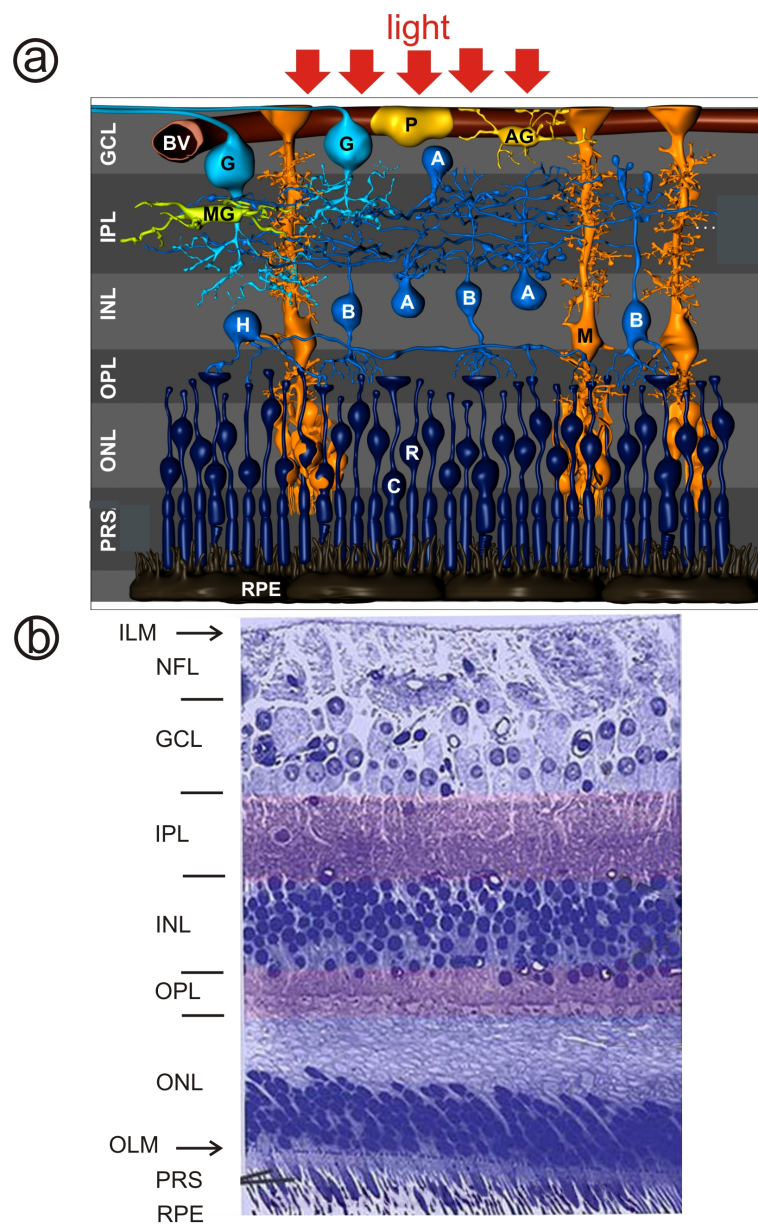 light
a
BV
G
G
P
AG
A
GCL
MG
IPL
...
INL
H
B
A
B
A
M
B
OPL
ONL
R
C
PRS
RPE
b
ILM
NFL
GCL
IPL
INL
OPL
ONL
OLM
PRS
RPE